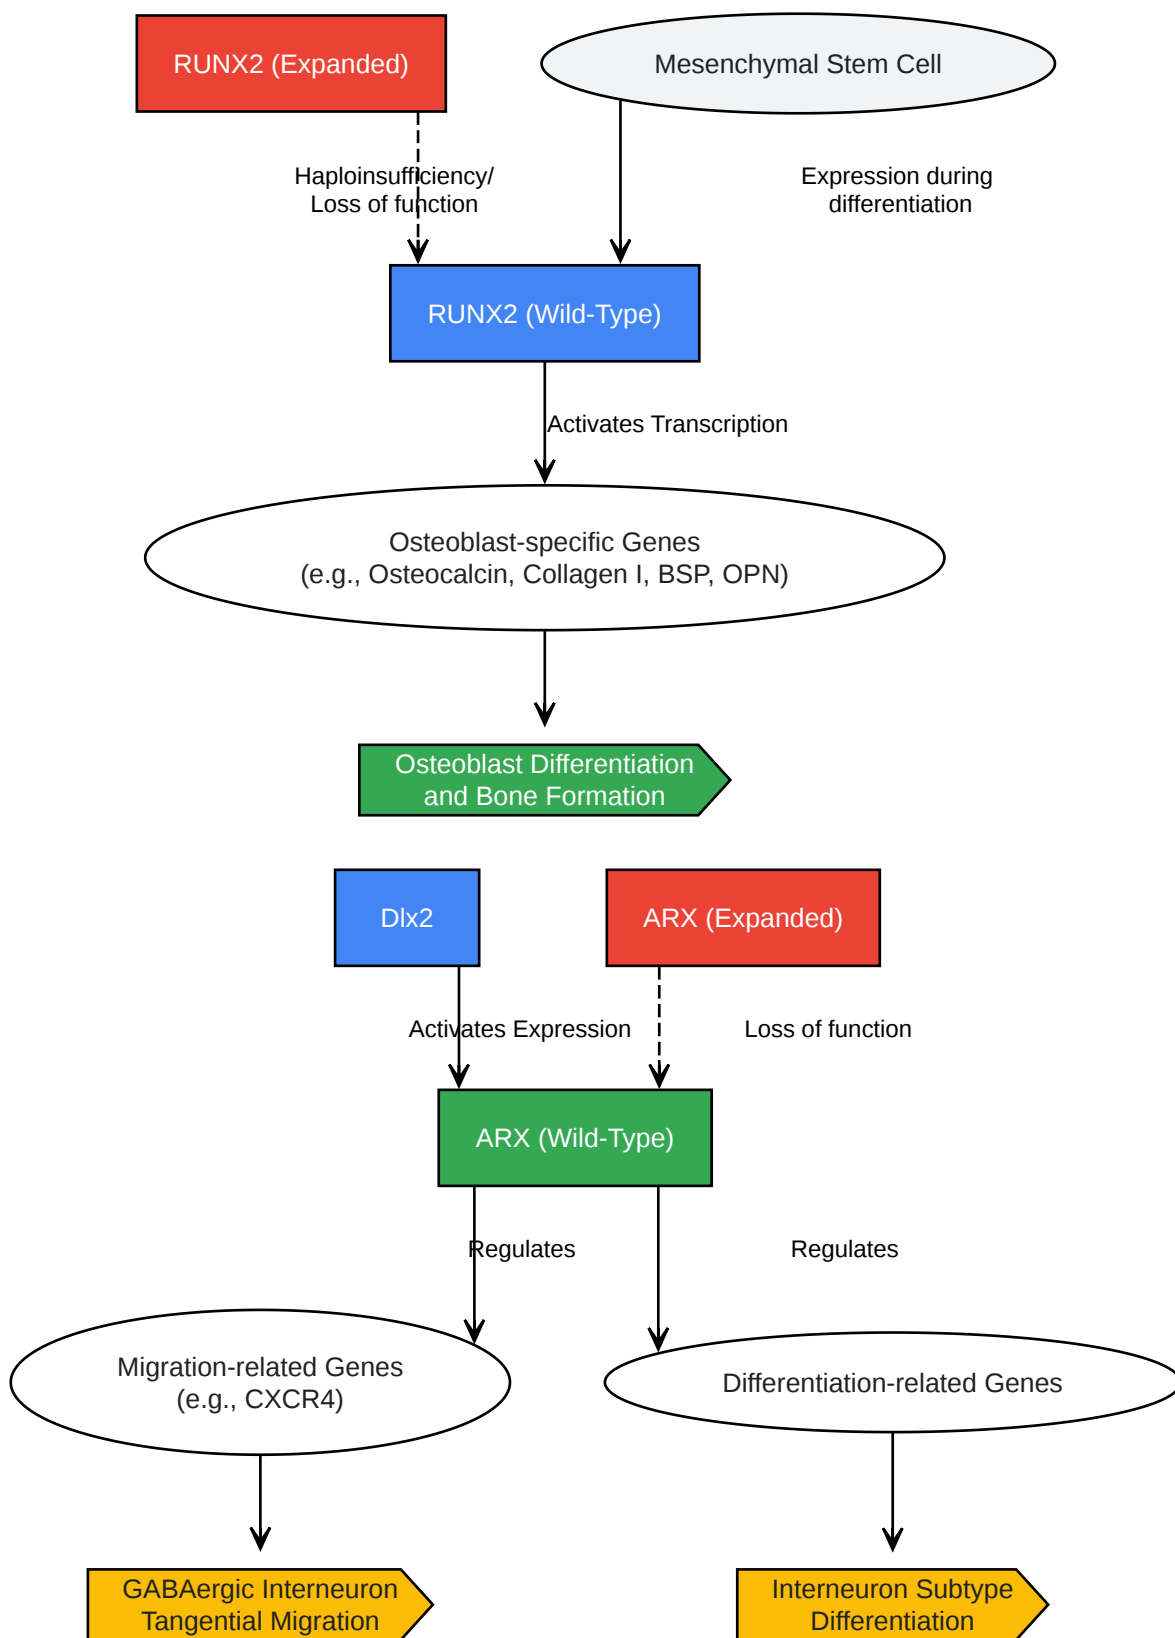 RUNX2 (Expanded)
Mesenchymal Stem Cell
Haploinsufficiency/
Loss of function
Expression during
differentiation
RUNX2 (Wild-Type)
Activates Transcription
Osteoblast-specific Genes
(e.g., Osteocalcin, Collagen I, BSP, OPN)
Osteoblast Differentiation
and Bone Formation
Dlx2
ARX (Expanded)
Activates Expression
Loss of function
ARX (Wild-Type)
Regulates
Regulates
Migration-related Genes
(e.g., CXCR4)
Differentiation-related Genes
GABAergic Interneuron
Tangential Migration
Interneuron Subtype
Differentiation